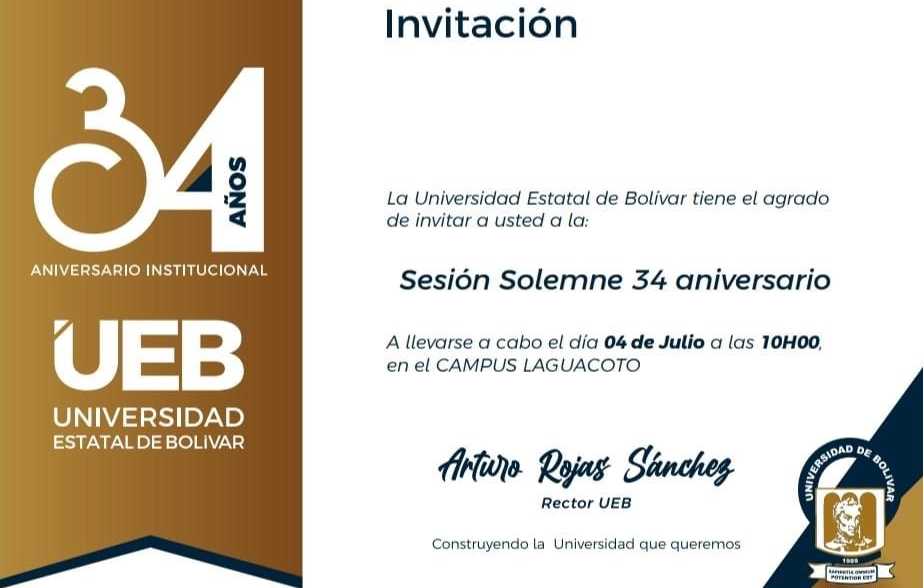 Invitación
34
AÑOS
ANIVERSARIO INSTITUCIONAL
UEB
UNIVERSIDAD
ESTATAL DE BOLíVAR
La Universidad Estatal de Bolívar tiene el agrado
de invitar a usted a la:
Sesión Solemne 34 aniversario
A llevarse a cabo el día 04 de Julio a las 10H00,
en el CAMPUS LAGUACOTO
Arturo Rojas Sánchez
Rector UEB
Construyendo la Universidad que queremos
UNIVERSIDAD DE BOLIVAR
1989
SAPIENTIA OMNIUM
POTENTIOR EST